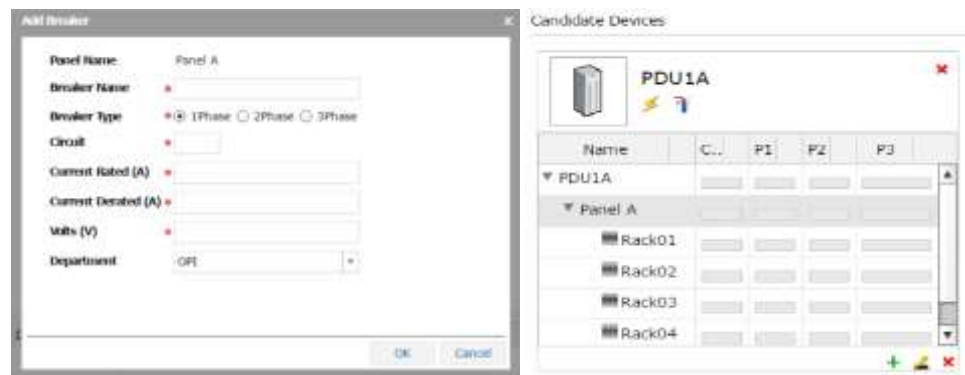 Add Breaker
Panel Name Panel A
Breaker Name *
Breaker Type * 1Phase 2Phase 3Phase
Circuit *
Current Rated (A) *
Current Derated (A) *
Volts (V) *
Department OPI
OK Cancel
Candidate Devices
PDU1A
Name C... P1 P2 P3
PDU1A
Panel A
Rack01
Rack02
Rack03
Rack04